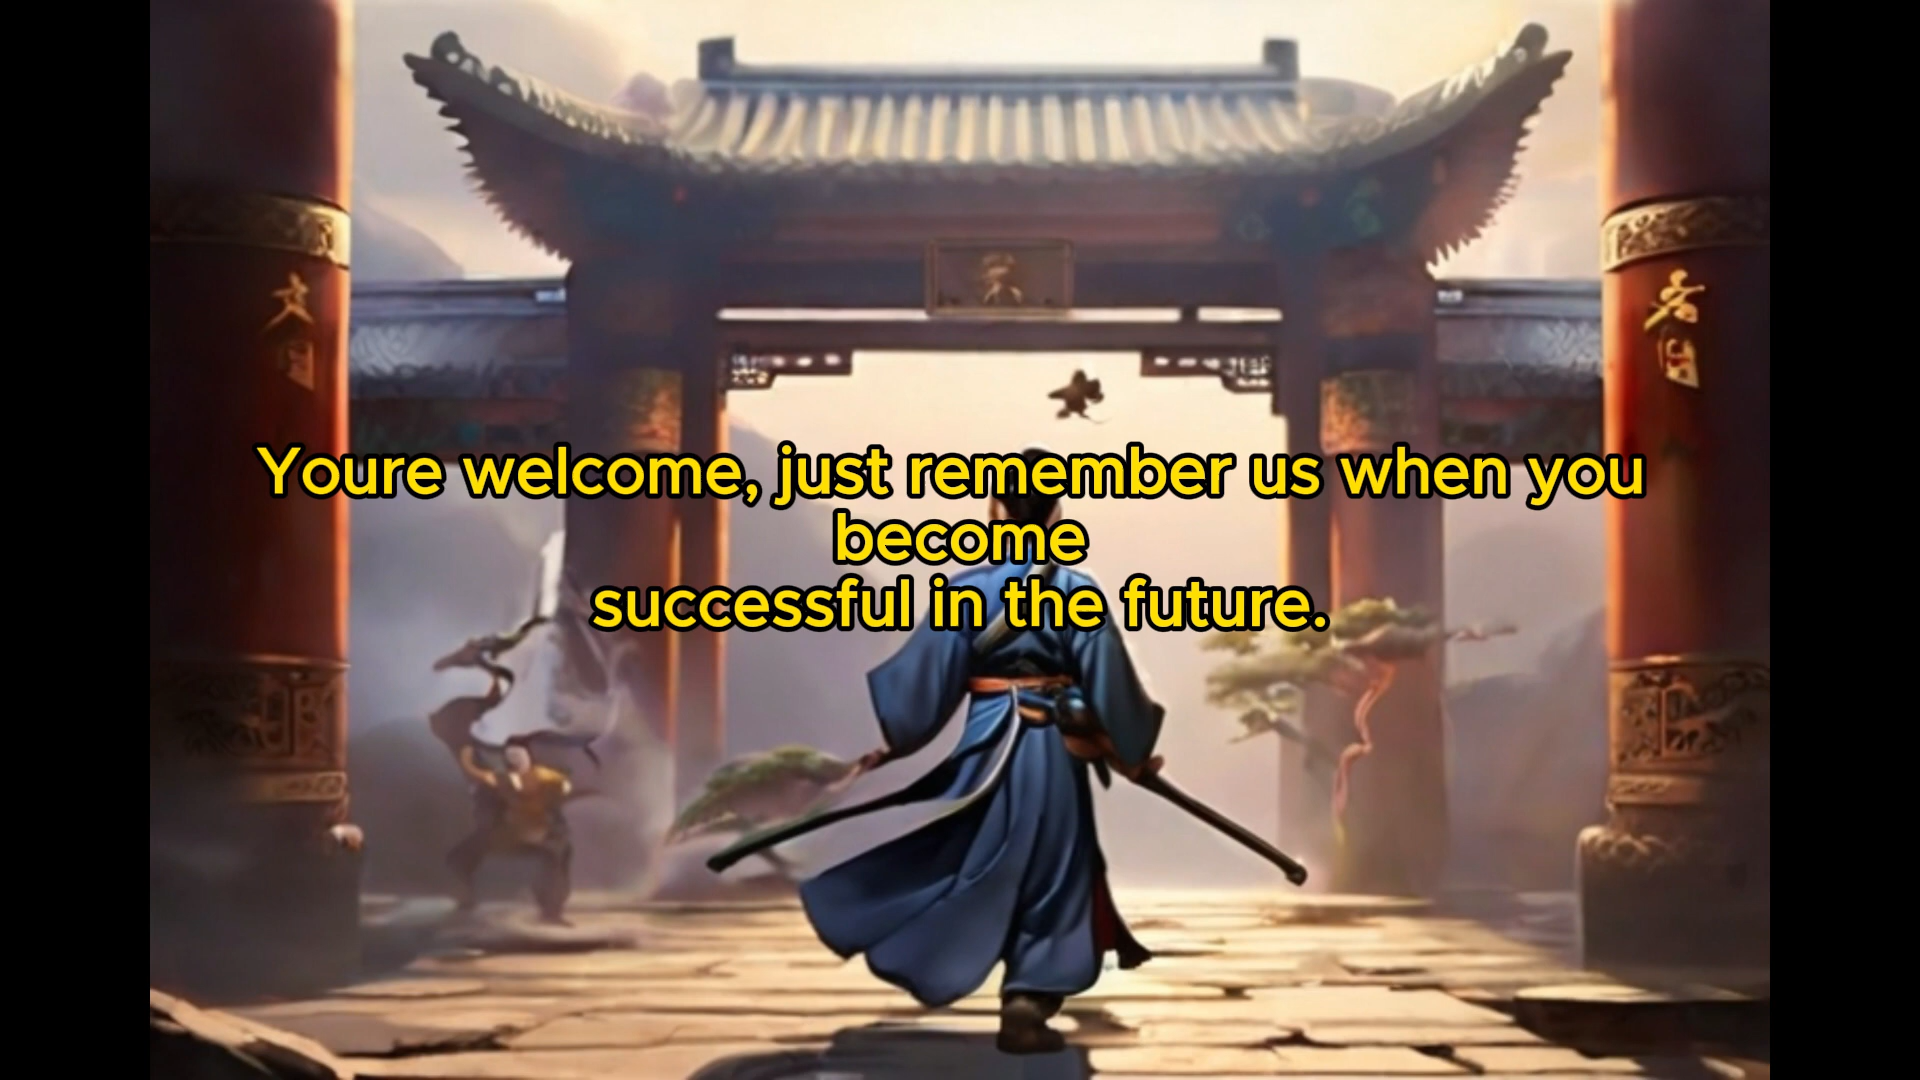 Youre welcome, just remember us when you
become
successful in the future.